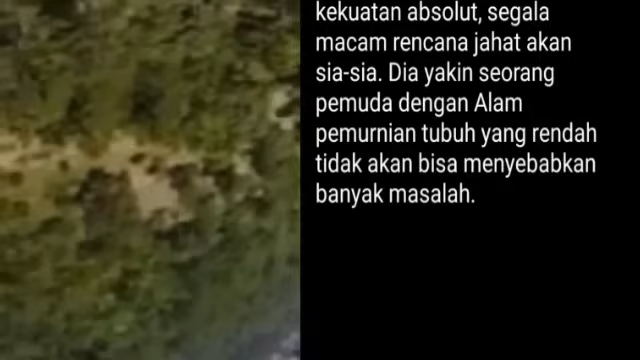 kekuatan absolut, segala
macam rencana jahat akan
sia-sia. Dia yakin seorang
pemuda dengan Alam
pemurnian tubuh yang rendah
tidak akan bisa menyebabkan
banyak masalah.